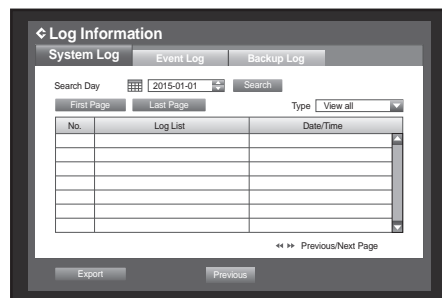 Log Information
System Log Event Log Backup Log
Search Day 2015-01-01 Search
First Page Last Page Type View all
No. Log List Date/Time
Previous/Next Page
Export Previous